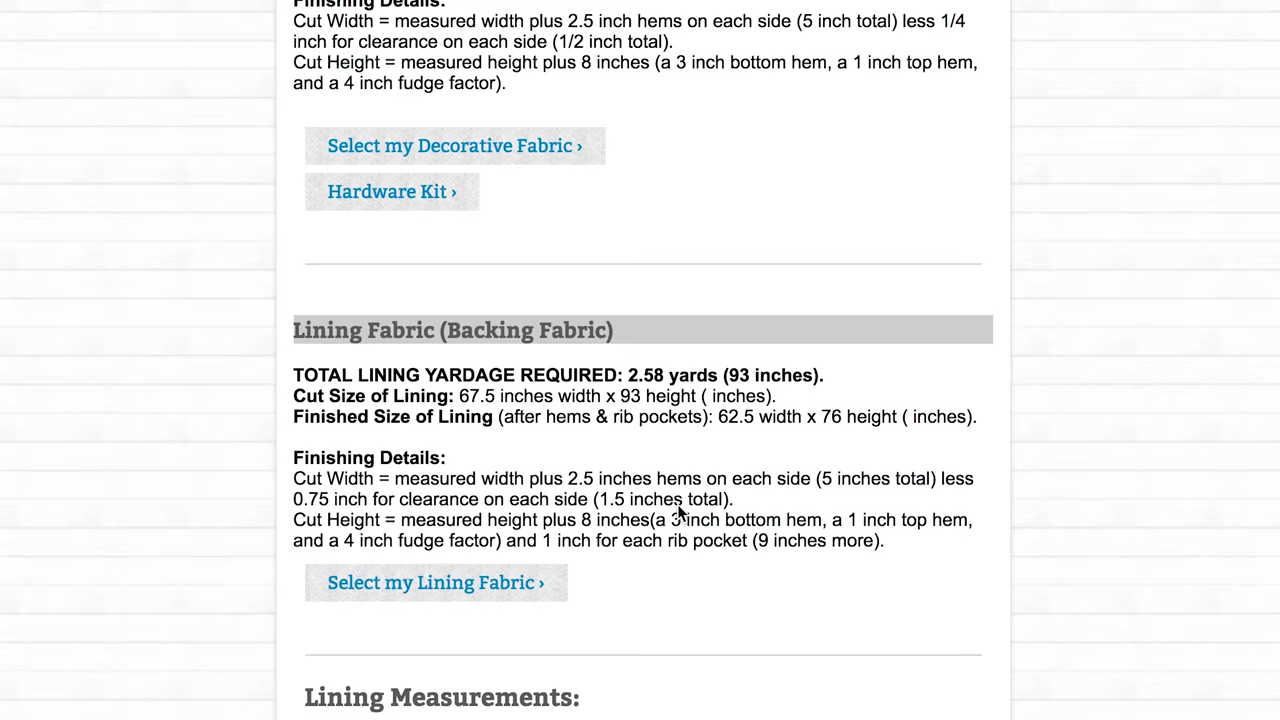 Finishing Details:
Cut Width = measured width plus 2.5 inch hems on each side (5 inch total) less 1/4
inch for clearance on each side (1/2 inch total).
Cut Height = measured height plus 8 inches (a 3 inch bottom hem, a 1 inch top hem,
and a 4 inch fudge factor).
Select my Decorative Fabric ›
Hardware Kit ›
Lining Fabric (Backing Fabric)
TOTAL LINING YARDAGE REQUIRED: 2.58 yards (93 inches).
Cut Size of Lining: 67.5 inches width x 93 height ( inches).
Finished Size of Lining (after hems & rib pockets): 62.5 width x 76 height ( inches).
Finishing Details:
Cut Width = measured width plus 2.5 inches hems on each side (5 inches total) less
0.75 inch for clearance on each side (1.5 inches total).
Cut Height = measured height plus 8 inches(a 3 inch bottom hem, a 1 inch top hem,
and a 4 inch fudge factor) and 1 inch for each rib pocket (9 inches more).
Select my Lining Fabric ›
Lining Measurements: